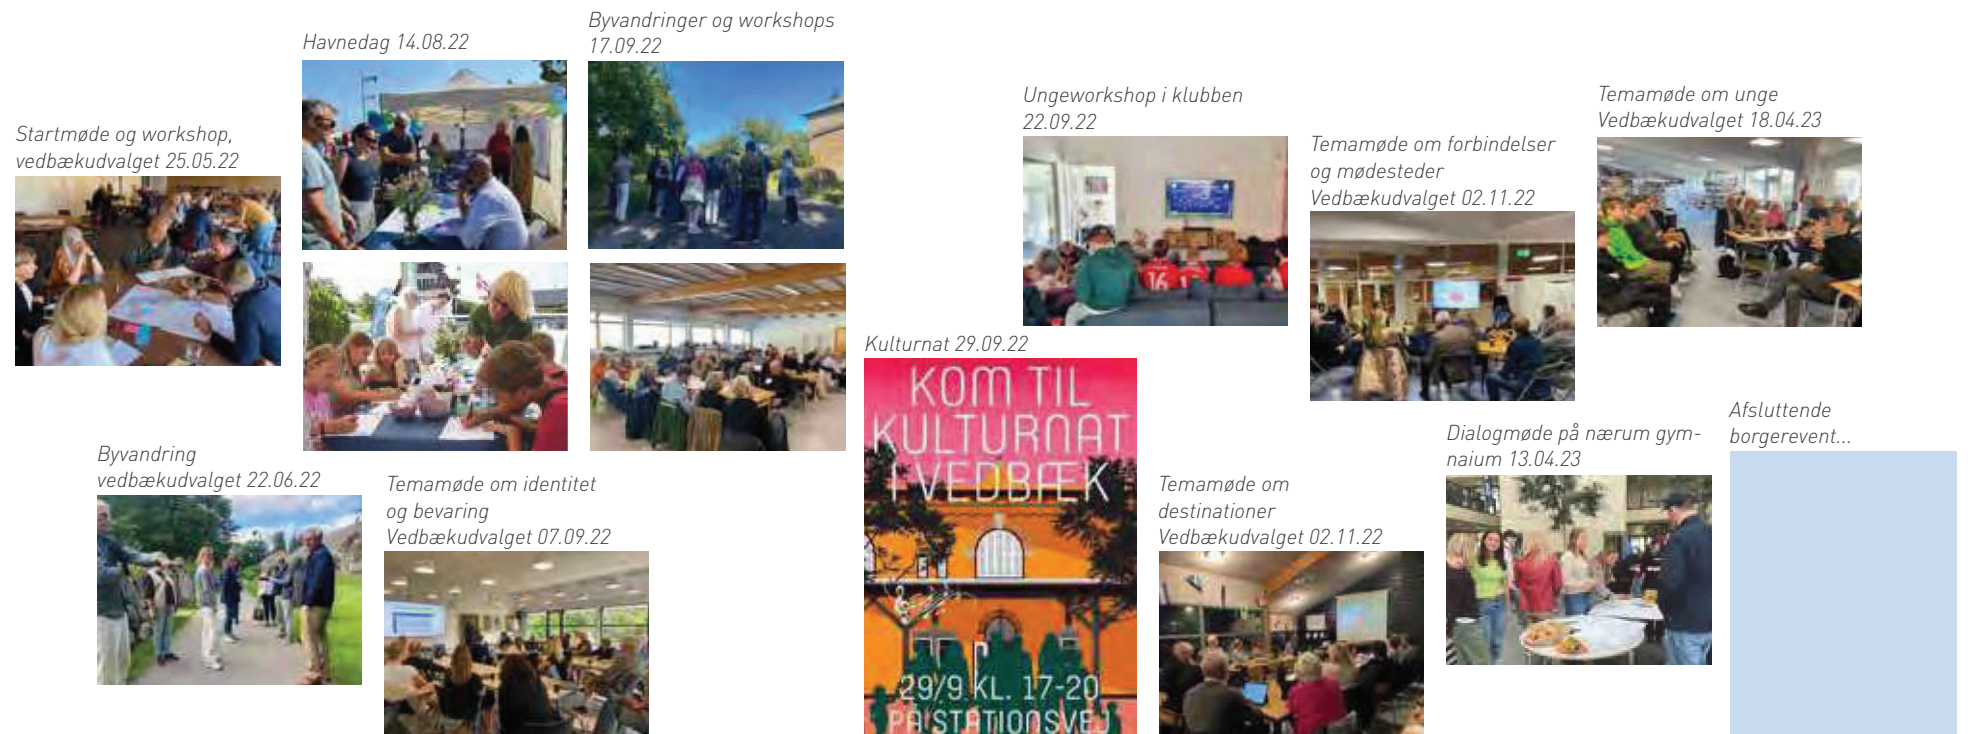 Startmøde og workshop,
vedbækudvalget 25.05.22
Havnedag 14.08.22
Byvandringer og workshops
17.09.22
Byvandring
vedbækudvalget 22.06.22
Temamøde om identitet
og bevaring
Vedbækudvalget 07.09.22
Kulturnat 29.09.22
KOM TIL
KULTURNAT
I VEDBÆK
29/9 KL. 17-20
PÅ STATIONSVEJ
Ungeworkshop i klubben
22.09.22
16
Temamøde om forbindelser
og mødesteder
Vedbækudvalget 02.11.22
Temamøde om unge
Vedbækudvalget 18.04.23
Temamøde om
destinationer
Vedbækudvalget 02.11.22
Dialogmøde på nærum gym-
naium 13.04.23
Afsluttende
borgerevent...